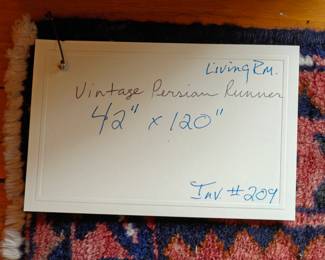 Living Rm.
Vintage Persian Runner
42" x 120"
Inv. #209